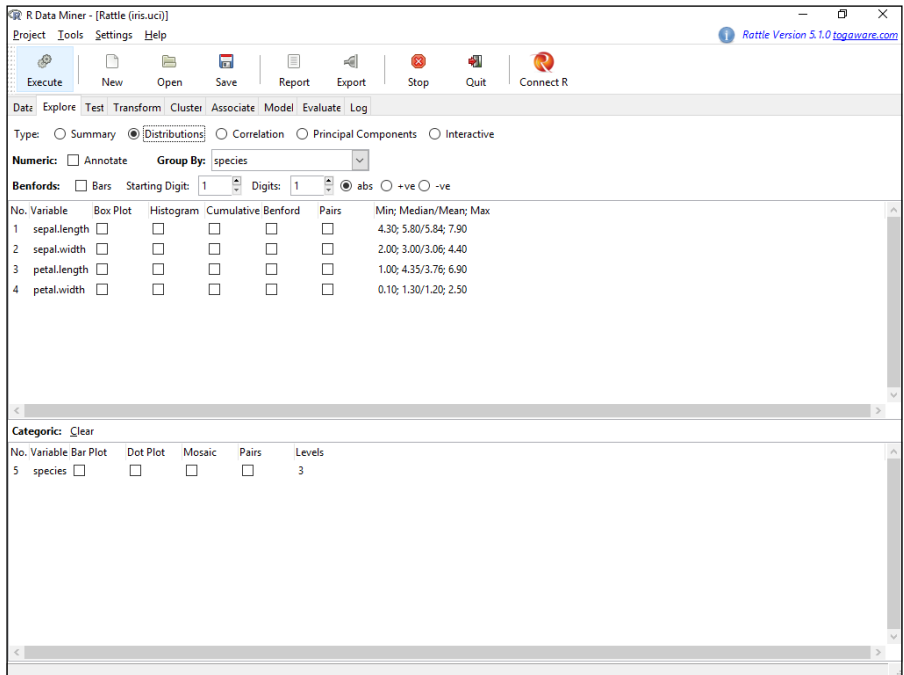 R Data Miner - [Rattle (iris.uci)]
Project Tools Settings Help
Rattle Version 5.1.0 togaware.com
Execute New Open Save Report Export Stop Quit Connect R
Data Explore Test Transform Cluster Associate Model Evaluate Log
Type: Summary Distributions Correlation Principal Components Interactive
Numeric: Annotate Group By: species
Benfords: Bars Starting Digit: 1 Digits: 1 abs +ve -ve
No. Variable Box Plot Histogram Cumulative Benford Pairs Min; Median/Mean; Max
1 sepal.length 4.30; 5.80/5.84; 7.90
2 sepal.width 2.00; 3.00/3.06; 4.40
3 petal.length 1.00; 4.35/3.76; 6.90
4 petal.width 0.10; 1.30/1.20; 2.50
Categoric: Clear
No. Variable Bar Plot Dot Plot Mosaic Pairs Levels
5 species 3